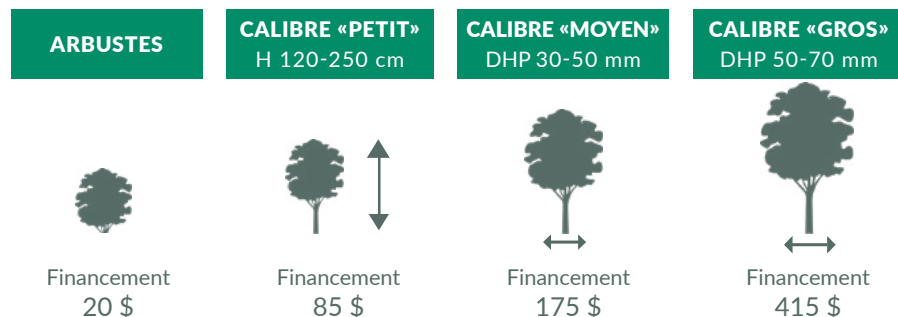 ARBUSTES
CALIBRE «PETIT»
H 120-250 cm
CALIBRE «MOYEN»
DHP 30-50 mm
CALIBRE «GROS»
DHP 50-70 mm
Financement
20 $
Financement
85 $
Financement
175 $
Financement
415 $